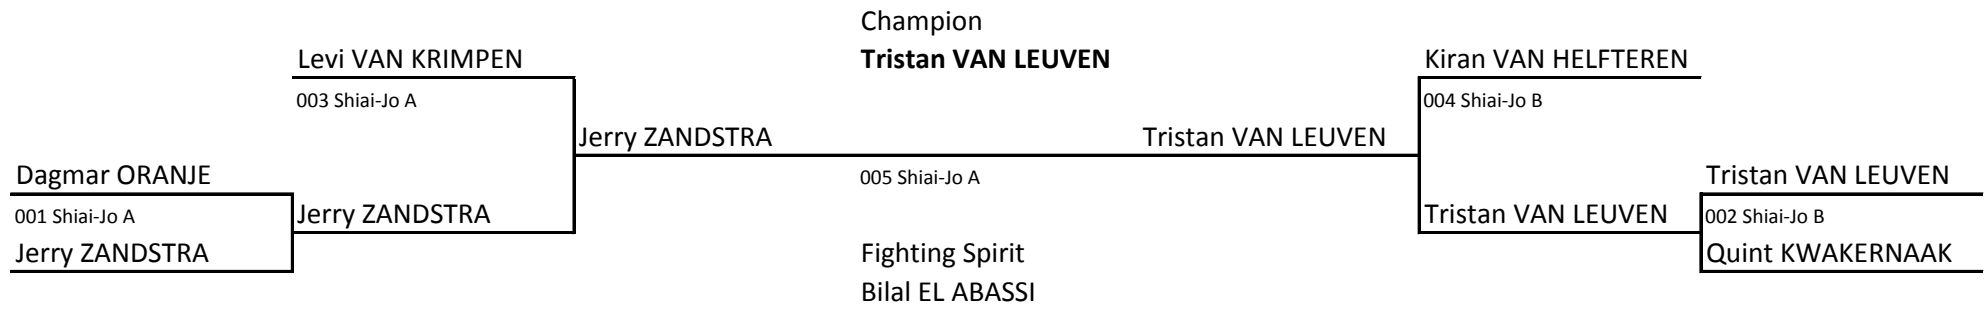 Champion
Levi VAN KRIMPEN
Tristan VAN LEUVEN
Kiran VAN HELFTEREN
003 Shiai-Jo A
004 Shiai-Jo B
Jerry ZANDSTRA
Tristan VAN LEUVEN
Dagmar ORANJE
005 Shiai-Jo A
Tristan VAN LEUVEN
001 Shiai-Jo A
Jerry ZANDSTRA
Tristan VAN LEUVEN
002 Shiai-Jo B
Jerry ZANDSTRA
Fighting Spirit
Quint KWAKERNAAK
Bilal EL ABASSI